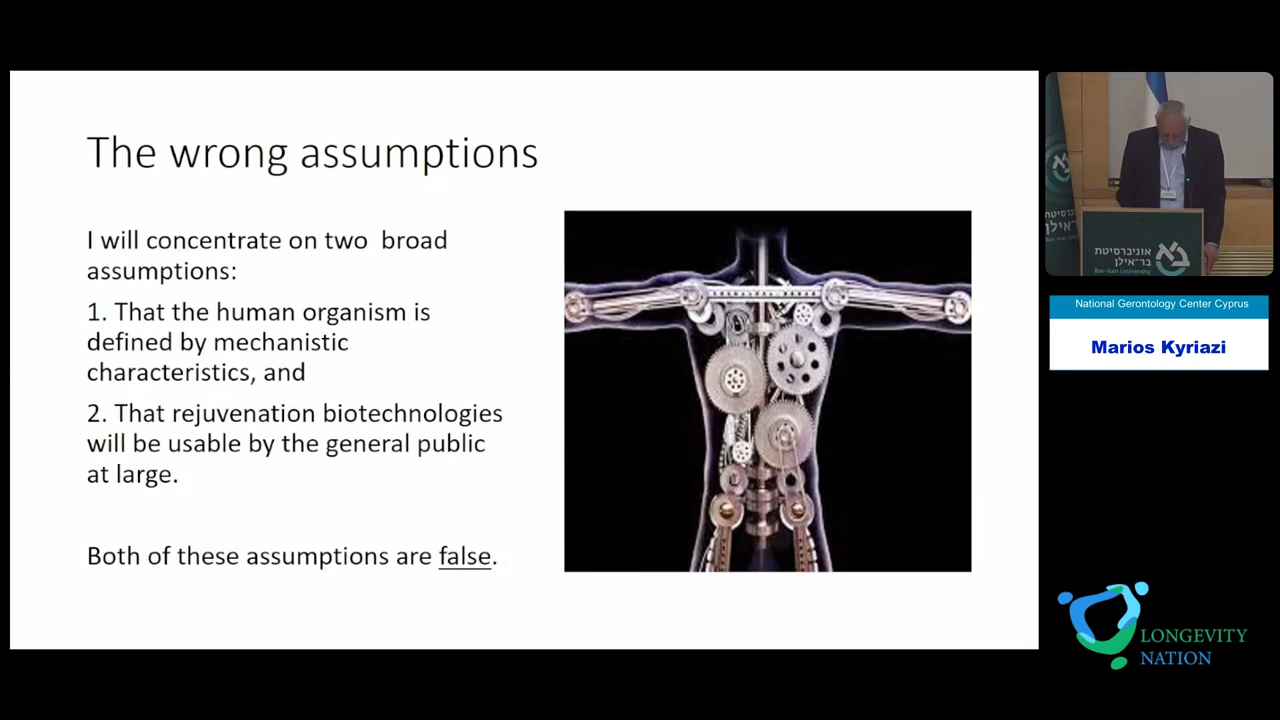 The wrong assumptions
I will concentrate on two broad
assumptions:
1. That the human organism is
defined by mechanistic
characteristics, and
2. That rejuvenation biotechnologies
will be usable by the general public
at large.
Both of these assumptions are false.
אוניברסיטת
בר־אילן
Bar-Ilan University
National Gerontology Center Cyprus
Marios Kyriazi
LONGEVITY
NATION